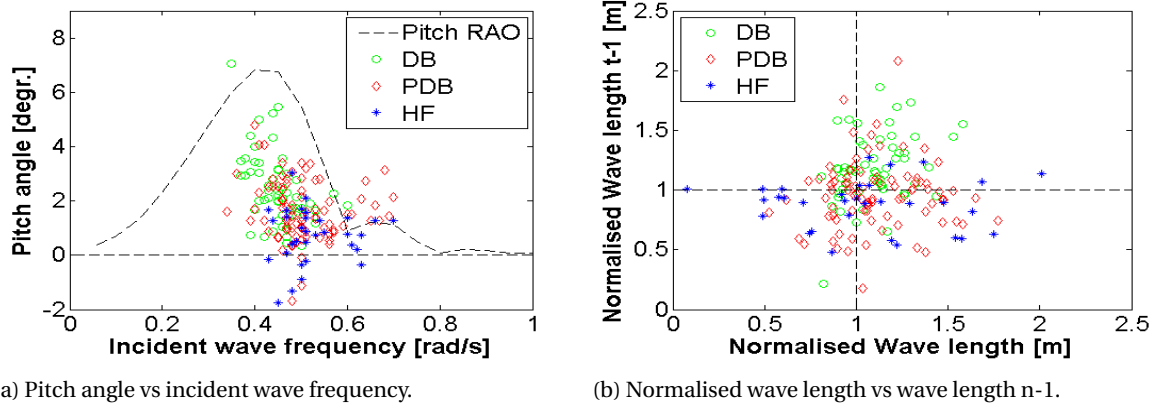 8
6
4
2
0
-2
Pitch angle [degr.]
Pitch RAO
DB
PDB
HF
0
0.2
0.4
0.6
0.8
1
Incident wave frequency [rad/s]
a) Pitch angle vs incident wave frequency.
2.5
2
1.5
1
0.5
0
Normalised Wave length t-1 [m]
DB
PDB
HF
0
0.5
1
1.5
2
2.5
Normalised Wave length [m]
(b) Normalised wave length vs wave length n-1.